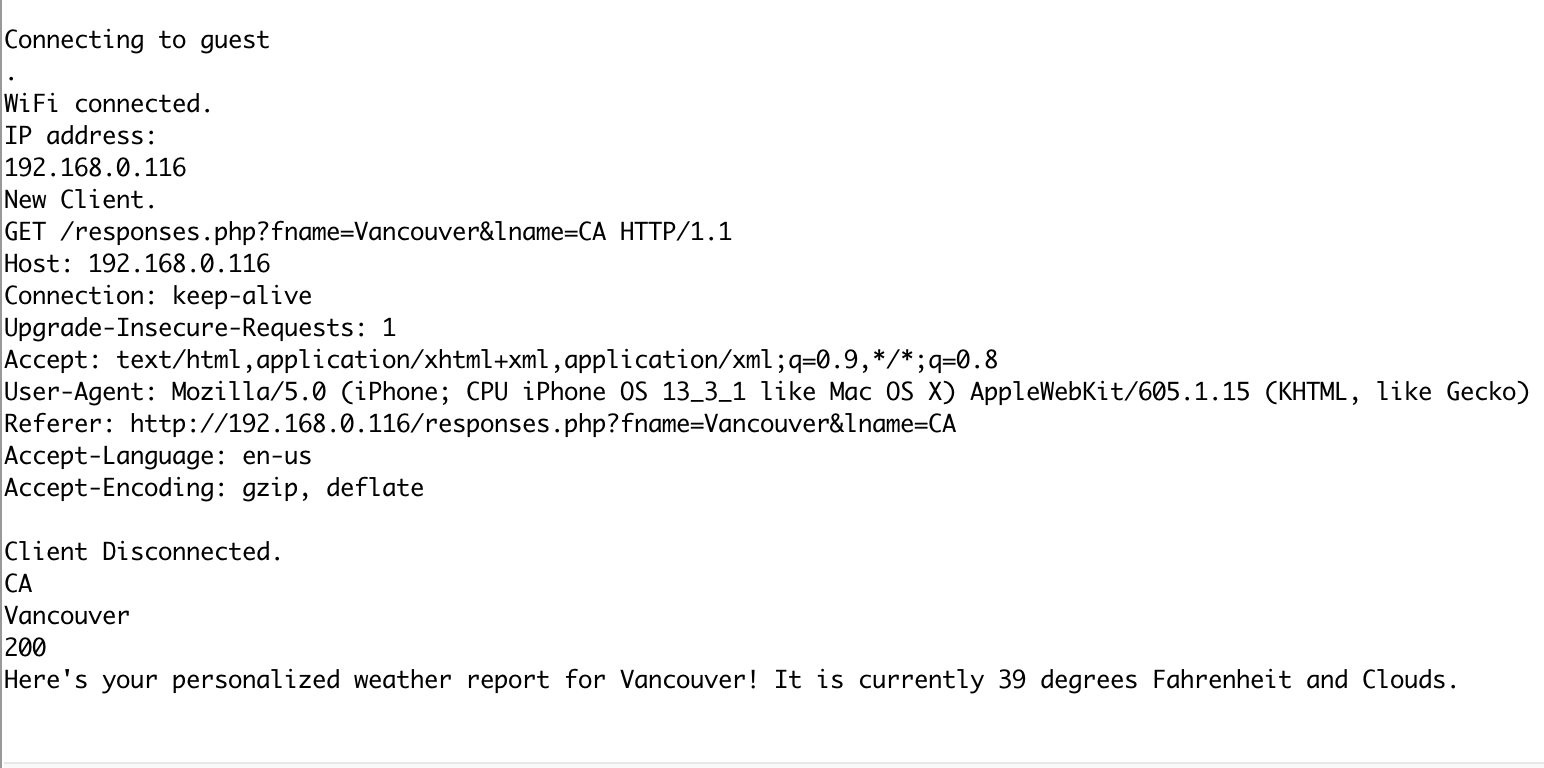 Connecting to guest
.
WiFi connected.
IP address:
192.168.0.116
New Client.
GET /responses.php?fname=Vancouver&lname=CA HTTP/1.1
Host: 192.168.0.116
Connection: keep-alive
Upgrade-Insecure-Requests: 1
Accept: text/html,application/xhtml+xml,application/xml;q=0.9,*/*;q=0.8
User-Agent: Mozilla/5.0 (iPhone; CPU iPhone OS 13_3_1 like Mac OS X) AppleWebKit/605.1.15 (KHTML, like Gecko)
Referer: http://192.168.0.116/responses.php?fname=Vancouver&lname=CA
Accept-Language: en-us
Accept-Encoding: gzip, deflate
Client Disconnected.
CA
Vancouver
200
Here's your personalized weather report for Vancouver! It is currently 39 degrees Fahrenheit and Clouds.